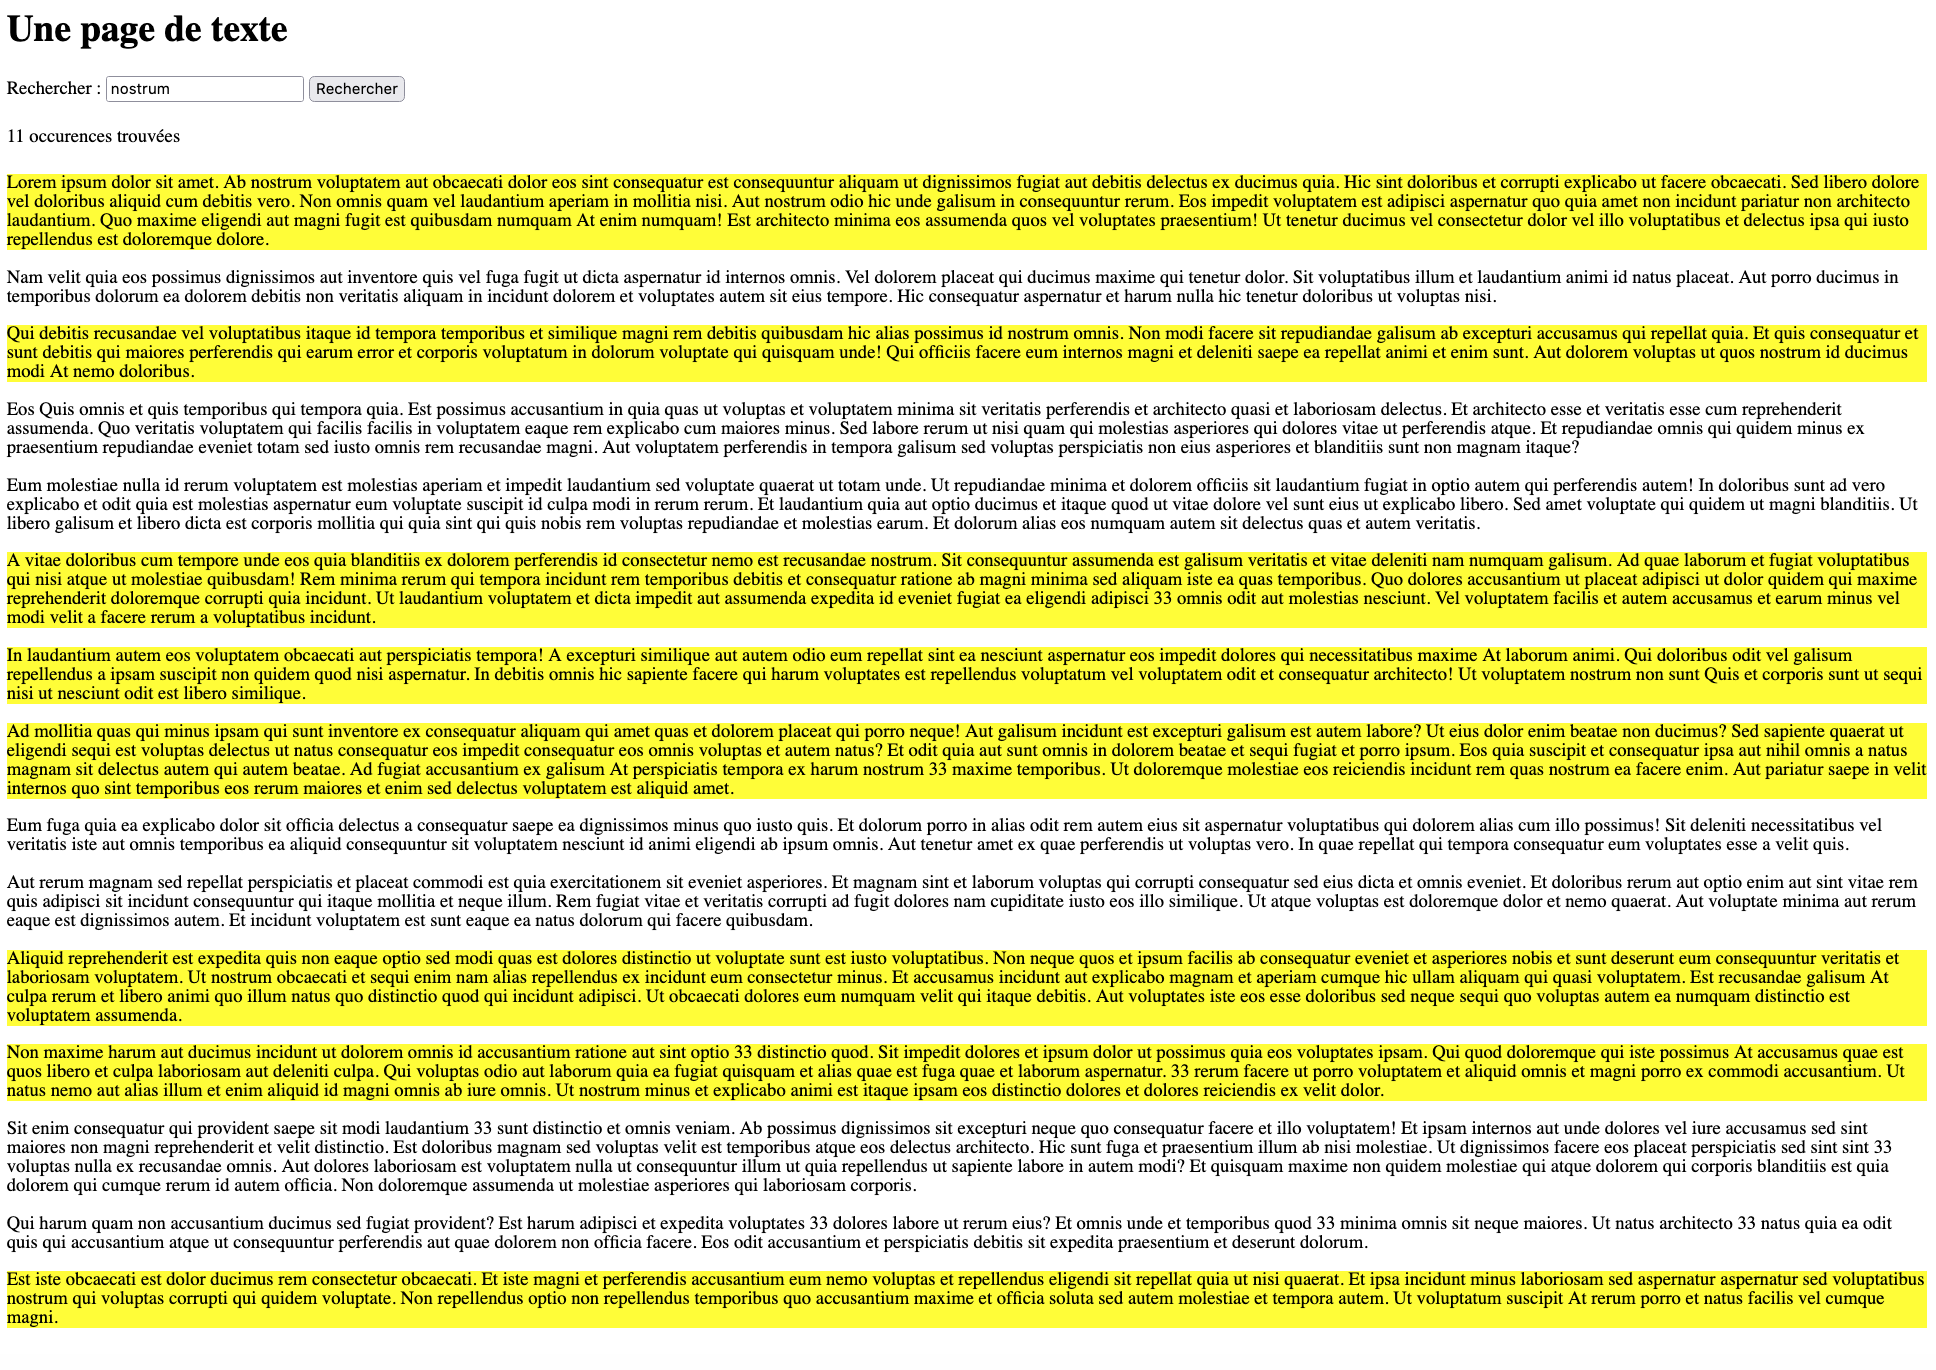 Une page de texte
Rechercher : nostrum Rechercher
11 occurences trouvées
Lorem ipsum dolor sit amet. Ab nostrum voluptatem aut obcaecati dolor eos sint consequatur est consequuntur aliquam ut dignissimos fugiat aut debitis delectus ex ducimus quia. Hic sint doloribus et corrupti explicabo ut facere obcaecati. Sed libero dolore
vel doloribus aliquid cum debitis vero. Non omnis quam vel laudantium aperiam in mollitia nisi. Aut nostrum odio hic unde galisum in consequuntur rerum. Eos impedit voluptatem est adipisci aspernatur quo quia amet non incidunt pariatur non architecto
laudantium. Quo maxime eligendi aut magni fugit est quibusdam numquam At enim numquam! Est architecto minima eos assumenda quos vel voluptates praesentium! Ut tenetur ducimus vel consectetur dolor vel illo voluptatibus et delectus ipsa qui iusto
repellendus est doloremque dolore.
Nam velit quia eos possimus dignissimos aut inventore quis vel fuga fugit ut dicta aspernatur id internos omnis. Vel dolorem placeat qui ducimus maxime qui tenetur dolor. Sit voluptatibus illum et laudantium animi id natus placeat. Aut porro ducimus in
temporibus dolorum ea dolorem debitis non veritatis aliquam in incidunt dolorem et voluptates autem sit eius tempore. Hic consequatur aspernatur et harum nulla hic tenetur doloribus ut voluptas nisi.
Qui debitis recusandae vel voluptatibus itaque id tempora temporibus et similique magni rem debitis quibusdam hic alias possimus id nostrum omnis. Non modi facere sit repudiandae galisum ab excepturi accusamus qui repellat quia. Et quis consequatur et
sunt debitis qui maiores perferendis qui earum error et corporis voluptatum in dolorum voluptate qui quisquam unde! Qui officiis facere eum internos magni et deleniti saepe ea repellat animi et enim sunt. Aut dolorem voluptas ut quos nostrum id ducimus
modi At nemo doloribus.
Eos Quis omnis et quis temporibus qui tempora quia. Est possimus accusantium in quia quas ut voluptas et voluptatem minima sit veritatis perferendis et architecto quasi et laboriosam delectus. Et architecto esse et veritatis esse cum reprehenderit
assumenda. Quo veritatis voluptatem qui facilis facilis in voluptatem eaque rem explicabo cum maiores minus. Sed labore rerum ut nisi quam qui molestias asperiores qui dolores vitae ut perferendis atque. Et repudiandae omnis qui quidem minus ex
praesentium repudiandae eveniet totam sed iusto omnis rem recusandae magni. Aut voluptatem perferendis in tempora galisum sed voluptas perspiciatis non eius asperiores et blanditiis sunt non magnam itaque?
Eum molestiae nulla id rerum voluptatem est molestias aperiam et impedit laudantium sed voluptate quaerat ut totam unde. Ut repudiandae minima et dolorem officiis sit laudantium fugiat in optio autem qui perferendis autem! In doloribus sunt ad vero
explicabo et odit quia est molestias aspernatur eum voluptate suscipit id culpa modi in rerum rerum. Et laudantium quia aut optio ducimus et itaque quod ut vitae dolore vel sunt eius ut explicabo libero. Sed amet voluptate qui quidem ut magni blanditiis. Ut
libero galisum et libero dicta est corporis mollitia qui quia sint qui quis nobis rem voluptas repudiandae et molestias earum. Et dolorum alias eos numquam autem sit delectus quas et autem veritatis.
A vitae doloribus cum tempore unde eos quia blanditiis ex dolorem perferendis id consectetur nemo est recusandae nostrum. Sit consequuntur assumenda est galisum veritatis et vitae deleniti nam numquam galisum. Ad quae laborum et fugiat voluptatibus
qui nisi atque ut molestiae quibusdam! Rem minima rerum qui tempora incidunt rem temporibus debitis et consequatur ratione ab magni minima sed aliquam iste ea quas temporibus. Quo dolores accusantium ut placeat adipisci ut dolor quidem qui maxime
reprehenderit doloremque corrupti quia incidunt. Ut laudantium voluptatem et dicta impedit aut assumenda expedita id eveniet fugiat ea eligendi adipisci 33 omnis odit aut molestias nesciunt. Vel voluptatem facilis et autem accusamus et earum minus vel
modi velit a facere rerum a voluptatibus incidunt.
In laudantium autem eos voluptatem obcaecati aut perspiciatis tempora! A excepturi similique aut autem odio eum repellat sint ea nesciunt aspernatur eos impedit dolores qui necessitatibus maxime At laborum animi. Qui doloribus odit vel galisum
repellendus a ipsam suscipit non quidem quod nisi aspernatur. In debitis omnis hic sapiente facere qui harum voluptates est repellendus voluptatum vel voluptatem odit et consequatur architecto! Ut voluptatem nostrum non sunt Quis et corporis sunt ut sequi
nisi ut nesciunt odit est libero similique.
Ad mollitia quas qui minus ipsam qui sunt inventore ex consequatur aliquam qui amet quas et dolorem placeat qui porro neque! Aut galisum incidunt est excepturi galisum est autem labore? Ut eius dolor enim beatae non ducimus? Sed sapiente quaerat ut
eligendi sequi est voluptas delectus ut natus consequatur eos impedit consequatur eos omnis voluptas et autem natus? Et odit quia aut sunt omnis in dolorem beatae et sequi fugiat et porro ipsum. Eos quia suscipit et consequatur ipsa aut nihil omnis a natus
magnam sit delectus autem qui autem beatae. Ad fugiat accusantium ex galisum At perspiciatis tempora ex harum nostrum 33 maxime temporibus. Ut doloremque molestiae eos reiciendis incidunt rem quas nostrum ea facere enim. Aut pariatur saepe in velit
internos quo sint temporibus eos rerum maiores et enim sed delectus voluptatem est aliquid amet.
Eum fuga quia ea explicabo dolor sit officia delectus a consequatur saepe ea dignissimos minus quo iusto quis. Et dolorum porro in alias odit rem autem eius sit aspernatur voluptatibus qui dolorem alias cum illo possimus! Sit deleniti necessitatibus vel
veritatis iste aut omnis temporibus ea aliquid consequuntur sit voluptatem nesciunt id animi eligendi ab ipsum omnis. Aut tenetur amet ex quae perferendis ut voluptas vero. In quae repellat qui tempora consequatur eum voluptates esse a velit quis.
Aut rerum magnam sed repellat perspiciatis et placeat commodi est quia exercitationem sit eveniet asperiores. Et magnam sint et laborum voluptas qui corrupti consequatur sed eius dicta et omnis eveniet. Et doloribus rerum aut optio enim aut sint vitae rem
quis adipisci sit incidunt consequuntur qui itaque mollitia et neque illum. Rem fugiat vitae et veritatis corrupti ad fugit dolores nam cupiditate iusto eos illo similique. Ut atque voluptas est doloremque dolor et nemo quaerat. Aut voluptate minima aut rerum
eaque est dignissimos autem. Et incidunt voluptatem est sunt eaque ea natus dolorum qui facere quibusdam.
Aliquid reprehenderit est expedita quis non eaque optio sed modi quas est dolores distinctio ut voluptate sunt est iusto voluptatibus. Non neque quos et ipsum facilis ab consequatur eveniet et asperiores nobis et sunt deserunt eum consequuntur veritatis et
laboriosam voluptatem. Ut nostrum obcaecati et sequi enim nam alias repellendus ex incidunt eum consectetur minus. Et accusamus incidunt aut explicabo magnam et aperiam cumque hic ullam aliquam qui quasi voluptatem. Est recusandae galisum At
culpa rerum et libero animi quo illum natus quo distinctio quod qui incidunt adipisci. Ut obcaecati dolores eum numquam velit qui itaque debitis. Aut voluptates iste eos esse doloribus sed neque sequi quo voluptas autem ea numquam distinctio est
voluptatem assumenda.
Non maxime harum aut ducimus incidunt ut dolorem omnis id accusantium ratione aut sint optio 33 distinctio quod. Sit impedit dolores et ipsum dolor ut possimus quia eos voluptates ipsam. Qui quod doloremque qui iste possimus At accusamus quae est
quos libero et culpa laboriosam aut deleniti culpa. Qui voluptas odio aut laborum quia ea fugiat quisquam et alias quae est fuga quae et laborum aspernatur. 33 rerum facere ut porro voluptatem et aliquid omnis et magni porro ex commodi accusantium. Ut
natus nemo aut alias illum et enim aliquid id magni omnis ab iure omnis. Ut nostrum minus et explicabo animi est itaque ipsam eos distinctio dolores et dolores reiciendis ex velit dolor.
Sit enim consequatur qui provident saepe sit modi laudantium 33 sunt distinctio et omnis veniam. Ab possimus dignissimos sit excepturi neque quo consequatur facere et illo voluptatem! Et ipsam internos aut unde dolores vel iure accusamus sed sint
maiores non magni reprehenderit et velit distinctio. Est doloribus magnam sed voluptas velit est temporibus atque eos delectus architecto. Hic sunt fuga et praesentium illum ab nisi molestiae. Ut dignissimos facere eos placeat perspiciatis sed sint sint 33
voluptas nulla ex recusandae omnis. Aut dolores laboriosam est voluptatem nulla ut consequuntur illum ut quia repellendus ut sapiente labore in autem modi? Et quisquam maxime non quidem molestiae qui atque dolorem qui corporis blanditiis est quia
dolorem qui cumque rerum id autem officia. Non doloremque assumenda ut molestiae asperiores qui laboriosam corporis.
Qui harum quam non accusantium ducimus sed fugiat provident? Est harum adipisci et expedita voluptates 33 dolores labore ut rerum eius? Et omnis unde et temporibus quod 33 minima omnis sit neque maiores. Ut natus architecto 33 natus quia ea odit
quis qui accusantium atque ut consequuntur perferendis aut quae dolorem non officia facere. Eos odit accusantium et perspiciatis debitis sit expedita praesentium et deserunt dolorum.
Est iste obcaecati est dolor ducimus rem consectetur obcaecati. Et iste magni et perferendis accusantium eum nemo voluptas et repellendus eligendi sit repellat quia ut nisi quaerat. Et ipsa incidunt minus laboriosam sed aspernatur aspernatur sed voluptatibus
nostrum qui voluptas corrupti qui quidem voluptate. Non repellendus optio non repellendus temporibus quo accusantium maxime et officia soluta sed autem molestiae et tempora autem. Ut voluptatum suscipit At rerum porro et natus facilis vel cumque
magni.